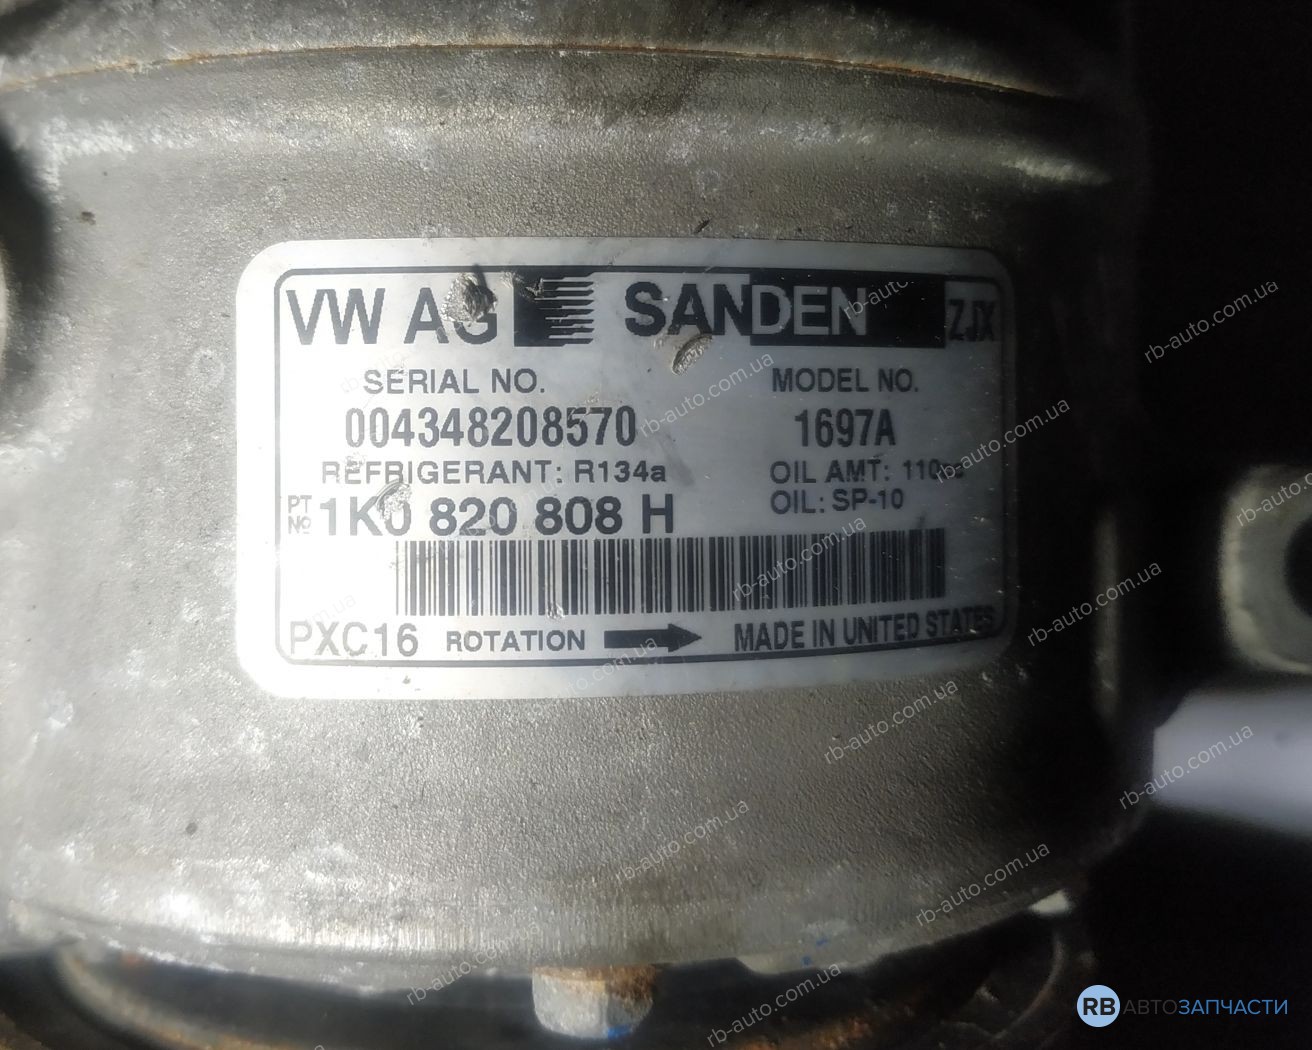 VW AG SANDEN ZJX
SERIAL NO. MODEL NO.
004348208570 1697A
REFRIGERANT: R134a OIL AMT: 110cc
PT NO 1K0 820 808 H OIL: SP-10
PXC16 ROTATION MADE IN UNITED STATES
rb-auto.com.ua
RB АВТОЗАПЧАСТИ